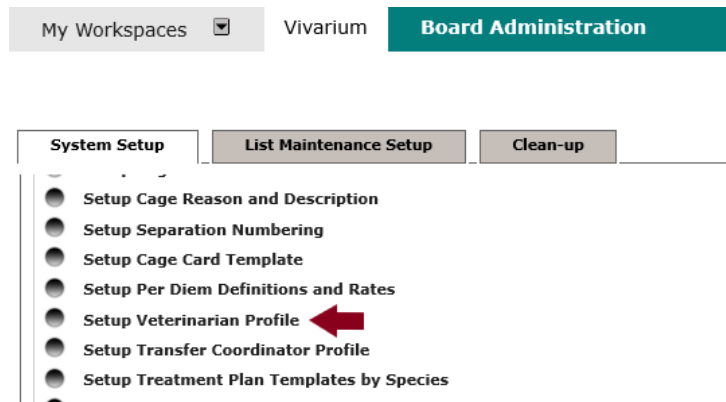 My Workspaces Vivarium Board Administration
System Setup List Maintenance Setup Clean-up
Setup Cage Reason and Description
Setup Separation Numbering
Setup Cage Card Template
Setup Per Diem Definitions and Rates
Setup Veterinarian Profile
Setup Transfer Coordinator Profile
Setup Treatment Plan Templates by Species